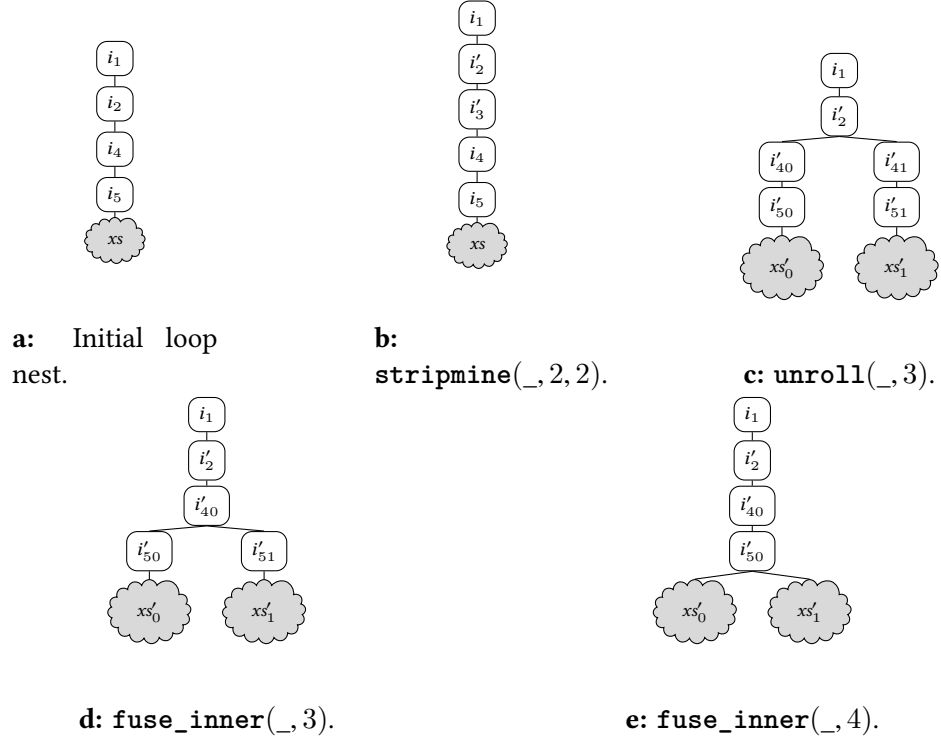 i₁
i₂
i₄
i₅
xs
a: Initial loop
nest.
i₁
i′₂
i′₃
i₄
i₅
xs
b:
stripmine(_, 2, 2).
i₁
i′₂
i′₄₀ i′₄₁
i′₅₀ i′₅₁
xs′₀ xs′₁
c: unroll(_, 3).
i₁
i′₂
i′₄₀
i′₅₀ i′₅₁
xs′₀ xs′₁
d: fuse_inner(_, 3).
i₁
i′₂
i′₄₀
i′₅₀
xs′₀ xs′₁
e: fuse_inner(_, 4).